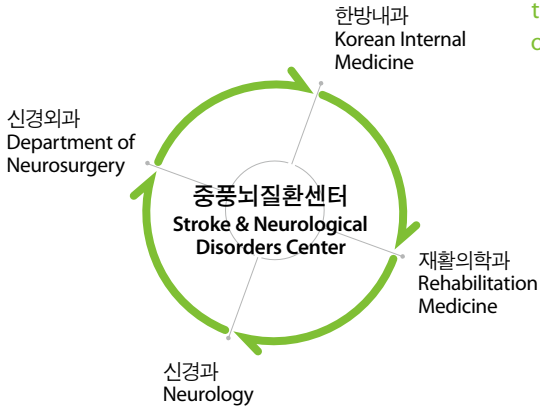 한방내과
Korean Internal
Medicine
신경외과
Department of
Neurosurgery
중풍뇌질환센터
Stroke & Neurological
Disorders Center
재활의학과
Rehabilitation
Medicine
신경과
Neurology